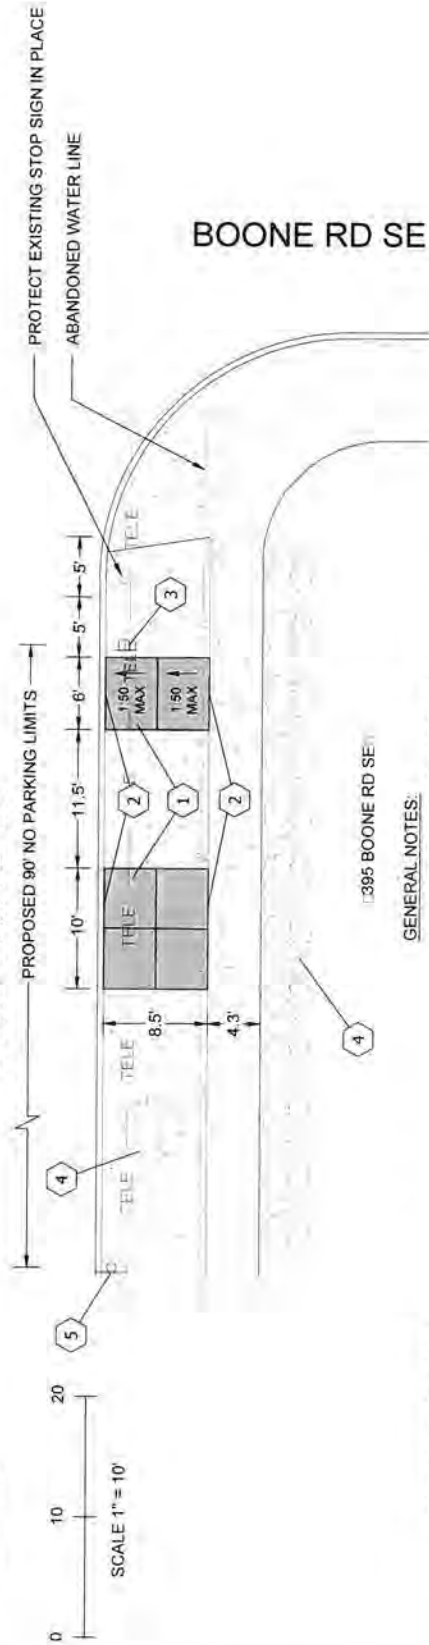 PROTECT EXISTING STOP SIGN IN PLACE
ABANDONED WATER LINE
BOONE RD SE
PROPOSED 90' NO PARKING LIMITS
10'
11.5'
6'
5'
5'
8.5'
4.3'
TELE
TELE
TELE
TELE
TELE
1:50
MAX
1:50
MAX
1
2
2
3
4
4
5
395 BOONE RD SE
GENERAL NOTES:
0
10
20
SCALE 1" = 10'